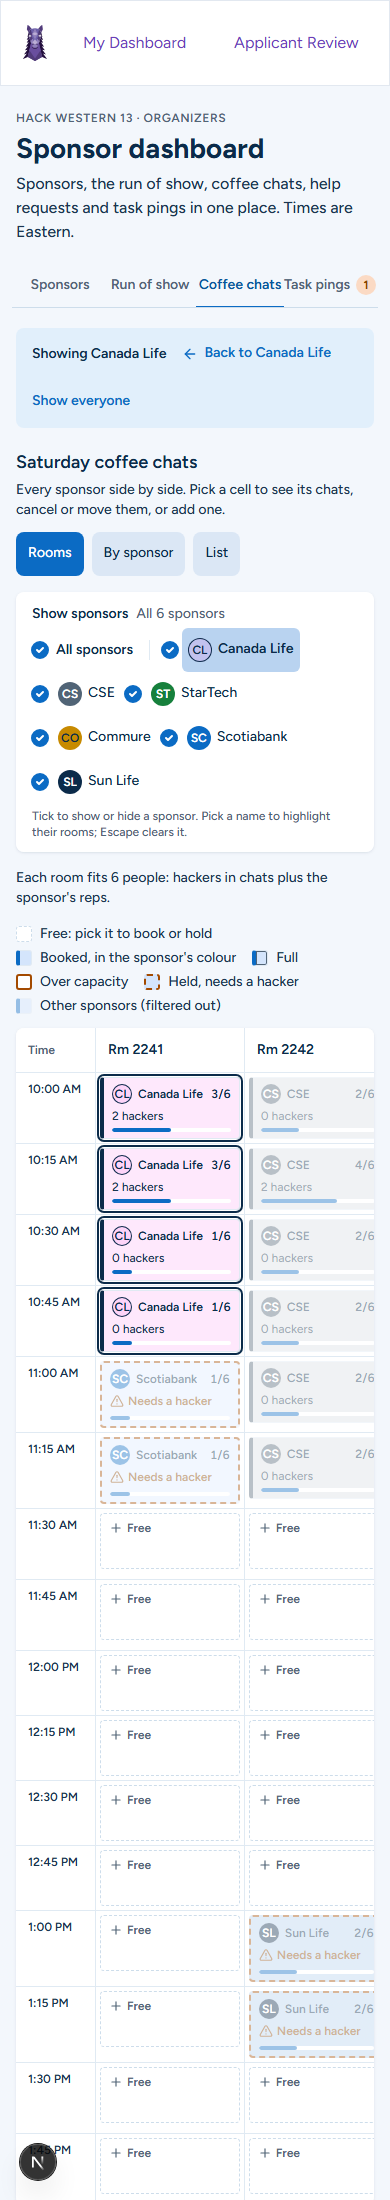 My Dashboard
Applicant Review
HACK WESTERN 13 · ORGANIZERS
Sponsor dashboard
Sponsors, the run of show, coffee chats, help
requests and task pings in one place. Times are
Eastern.
Sponsors
Run of show
Coffee chats
Task pings 1
Showing Canada Life
← Back to Canada Life
Show everyone
Saturday coffee chats
Every sponsor side by side. Pick a cell to see its chats,
cancel or move them, or add one.
Rooms
By sponsor
List
Show sponsors All 6 sponsors
All sponsors
CL Canada Life
CS CSE
ST StarTech
CO Commure
SC Scotiabank
SL Sun Life
Tick to show or hide a sponsor. Pick a name to highlight
their rooms; Escape clears it.
Each room fits 6 people: hackers in chats plus the
sponsor's reps.
Free: pick it to book or hold
Booked, in the sponsor's colour
Full
Over capacity
Held, needs a hacker
Other sponsors (filtered out)
Time
Rm 2241
Rm 2242
10:00 AM
CL Canada Life 3/6
2 hackers
CS CSE 2/6
0 hackers
10:15 AM
CL Canada Life 3/6
2 hackers
CS CSE 4/6
2 hackers
10:30 AM
CL Canada Life 1/6
0 hackers
CS CSE 2/6
0 hackers
10:45 AM
CL Canada Life 1/6
0 hackers
CS CSE 2/6
0 hackers
11:00 AM
SC Scotiabank 1/6
Needs a hacker
CS CSE 2/6
0 hackers
11:15 AM
SC Scotiabank 1/6
Needs a hacker
CS CSE 2/6
0 hackers
11:30 AM
+ Free
+ Free
11:45 AM
+ Free
+ Free
12:00 PM
+ Free
+ Free
12:15 PM
+ Free
+ Free
12:30 PM
+ Free
+ Free
12:45 PM
+ Free
+ Free
1:00 PM
+ Free
SL Sun Life 2/6
Needs a hacker
1:15 PM
+ Free
SL Sun Life 2/6
Needs a hacker
1:30 PM
+ Free
+ Free
1:45 PM
+ Free
+ Free
N